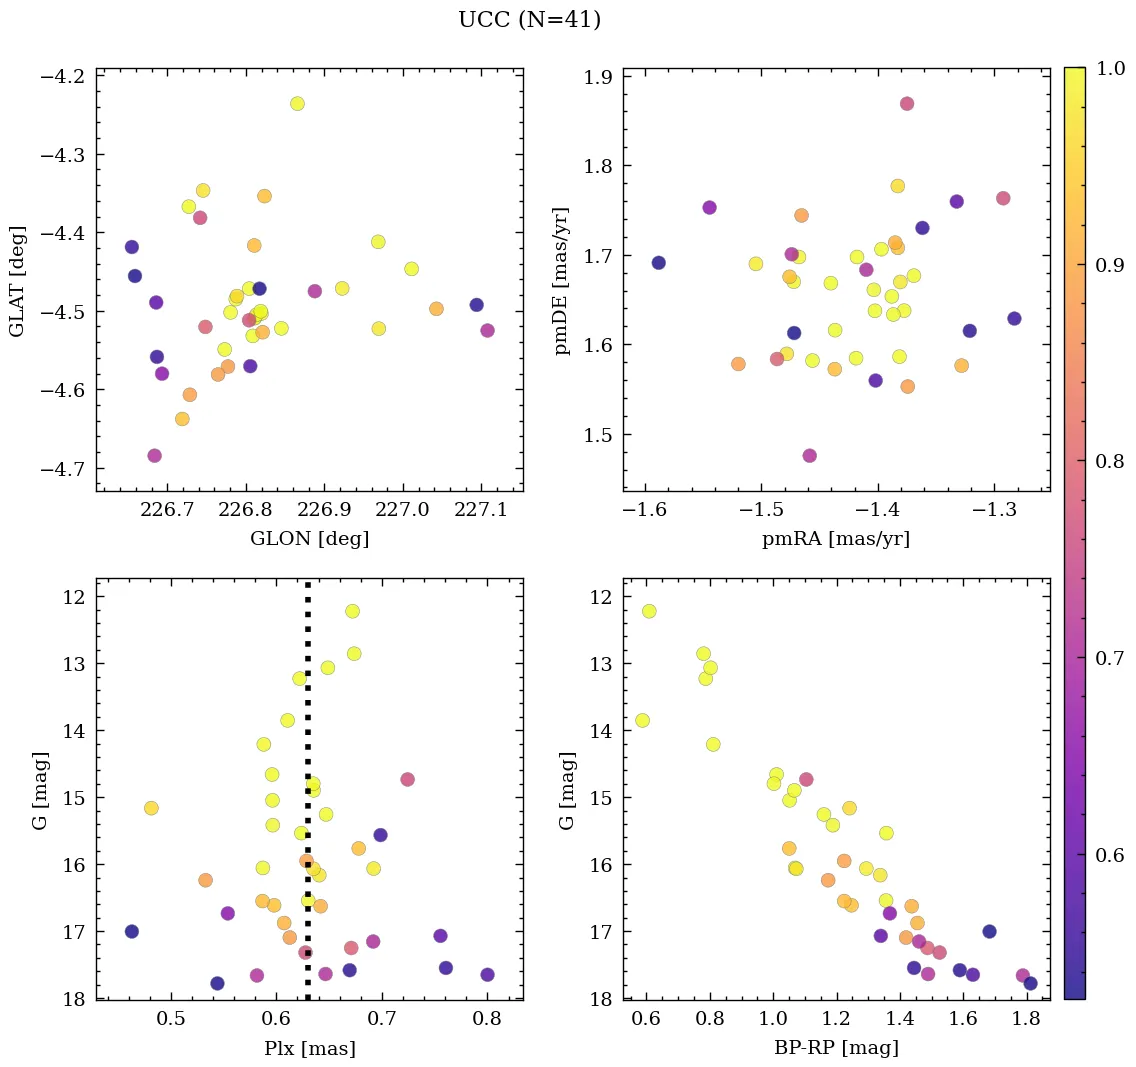 UCC (N=41)
−4.2
−4.3
−4.4
−4.5
−4.6
−4.7
GLAT [deg]
226.7 226.8 226.9 227.0 227.1
GLON [deg]
1.9
1.8
1.7
1.6
1.5
pmDE [mas/yr]
−1.6 −1.5 −1.4 −1.3
pmRA [mas/yr]
12
13
14
15
16
17
18
G [mag]
0.5 0.6 0.7 0.8
Plx [mas]
12
13
14
15
16
17
18
G [mag]
0.6 0.8 1.0 1.2 1.4 1.6 1.8
BP-RP [mag]
1.0
0.9
0.8
0.7
0.6